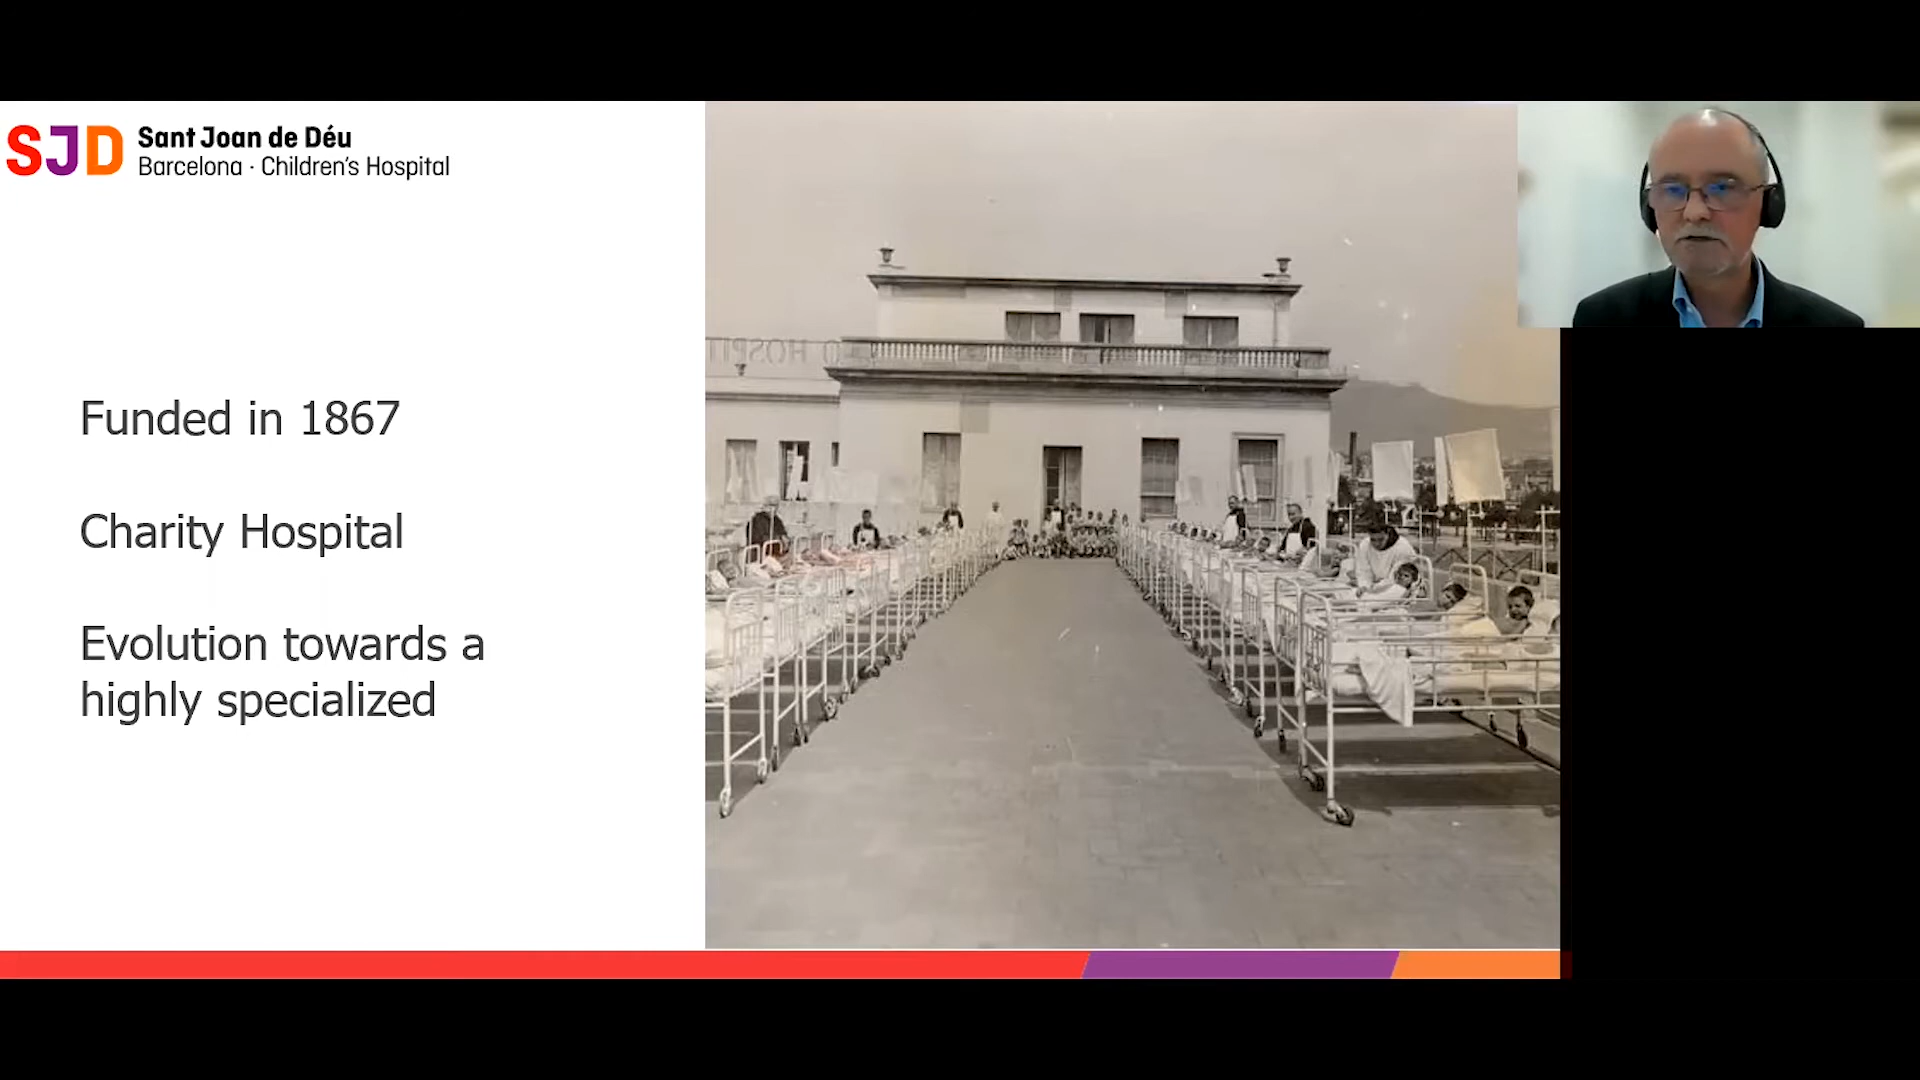 SJD
Sant Joan de Déu
Barcelona · Children's Hospital
Funded in 1867
Charity Hospital
Evolution towards a
highly specialized